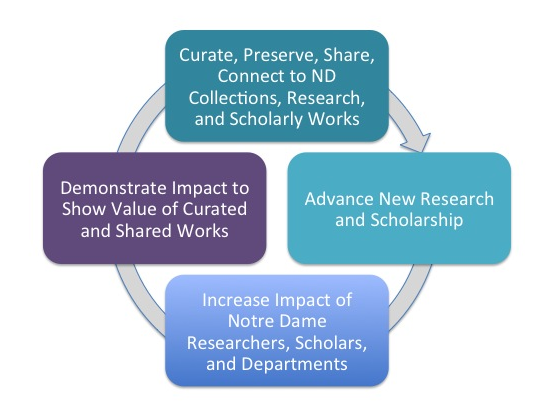 Curate, Preserve, Share,
Connect to ND
Collections, Research,
and Scholarly Works
Demonstrate Impact to
Show Value of Curated
and Shared Works
Advance New Research
and Scholarship
Increase Impact of
Notre Dame
Researchers, Scholars,
and Departments